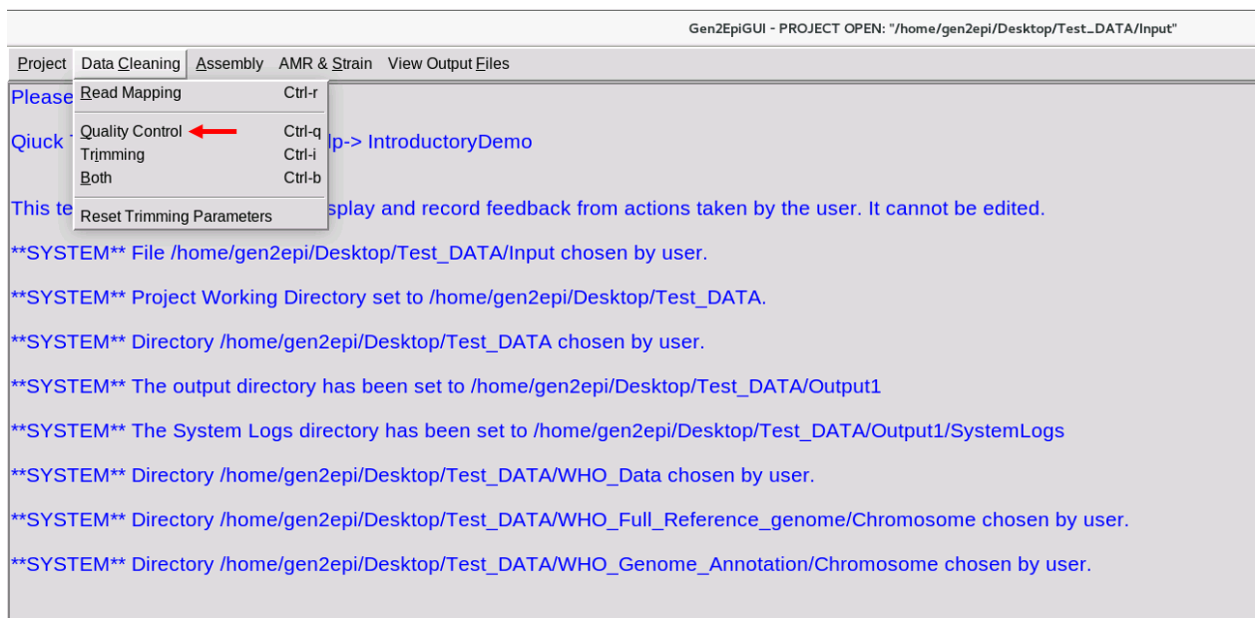 Gen2EpiGUI - PROJECT OPEN: "/home/gen2epi/Desktop/Test_DATA/Input"
Project Data Cleaning Assembly AMR & Strain View Output Files
Read Mapping Ctrl-r
Quality Control Ctrl-q
Trimming Ctrl-i
Both Ctrl-b
Reset Trimming Parameters
Please
Qiuck lp-> IntroductoryDemo
This te splay and record feedback from actions taken by the user. It cannot be edited.
**SYSTEM** File /home/gen2epi/Desktop/Test_DATA/Input chosen by user.
**SYSTEM** Project Working Directory set to /home/gen2epi/Desktop/Test_DATA.
**SYSTEM** Directory /home/gen2epi/Desktop/Test_DATA chosen by user.
**SYSTEM** The output directory has been set to /home/gen2epi/Desktop/Test_DATA/Output1
**SYSTEM** The System Logs directory has been set to /home/gen2epi/Desktop/Test_DATA/Output1/SystemLogs
**SYSTEM** Directory /home/gen2epi/Desktop/Test_DATA/WHO_Data chosen by user.
**SYSTEM** Directory /home/gen2epi/Desktop/Test_DATA/WHO_Full_Reference_genome/Chromosome chosen by user.
**SYSTEM** Directory /home/gen2epi/Desktop/Test_DATA/WHO_Genome_Annotation/Chromosome chosen by user.